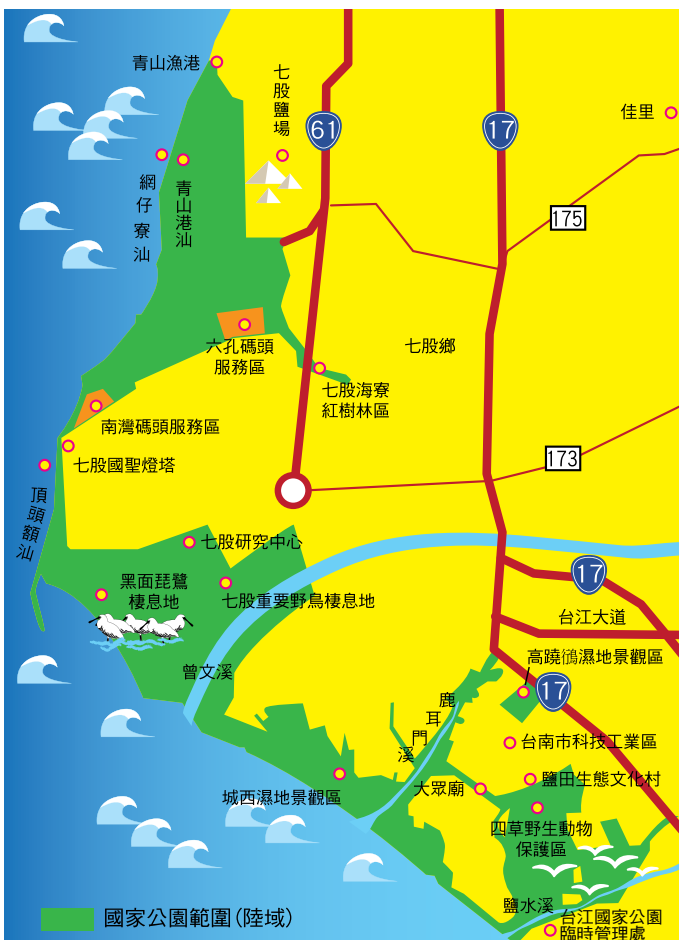 青山漁港
七股鹽場
61
17
佳里
網仔寮汕
青山港汕
175
六孔碼頭
服務區
七股鄉
七股海寮
紅樹林區
南灣碼頭服務區
七股國聖燈塔
173
頂頭額汕
七股研究中心
17
黑面琵鷺
棲息地
七股重要野鳥棲息地
台江大道
曾文溪
高蹺鴴濕地景觀區
17
鹿耳門溪
台南市科技工業區
城西濕地景觀區
大眾廟
鹽田生態文化村
四草野生動物
保護區
鹽水溪
台江國家公園
臨時管理處
國家公園範圍(陸域)